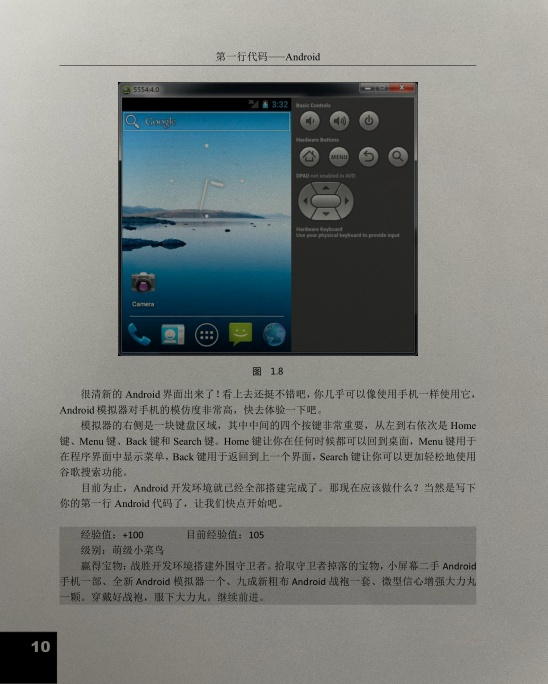 第一行代码——Android
5554:4.0
3:32
Google
Camera
Basic Controls
Hardware Buttons
MENU
DPAD not enabled in AVD
Hardware Keyboard
Use your physical keyboard to provide input
图 1.8
很清新的 Android 界面出来了！看上去还挺不错吧，你几乎可以像使用手机一样使用它，
Android 模拟器对手机的模仿度非常高，快去体验一下吧。
模拟器的右侧是一块键盘区域，其中中间的四个按键非常重要，从左到右依次是 Home
键、Menu 键、Back 键和 Search 键。Home 键让你在任何时候都可以回到桌面，Menu 键用于
在程序界面中显示菜单，Back 键用于返回到上一个界面，Search 键让你可以更加轻松地使用
谷歌搜索功能。
目前为止，Android 开发环境就已经全部搭建完成了。那现在应该做什么？当然是写下
你的第一行 Android 代码了，让我们快点开始吧。
经验值：+100 目前经验值：105
级别：萌级小菜鸟
赢得宝物：战胜开发环境搭建外围守卫者。拾取守卫者掉落的宝物，小屏幕二手 Android
手机一部、全新 Android 模拟器一个、九成新粗布 Android 战袍一套、微型信心增强大力丸
一颗。穿戴好战袍，服下大力丸。继续前进。
10